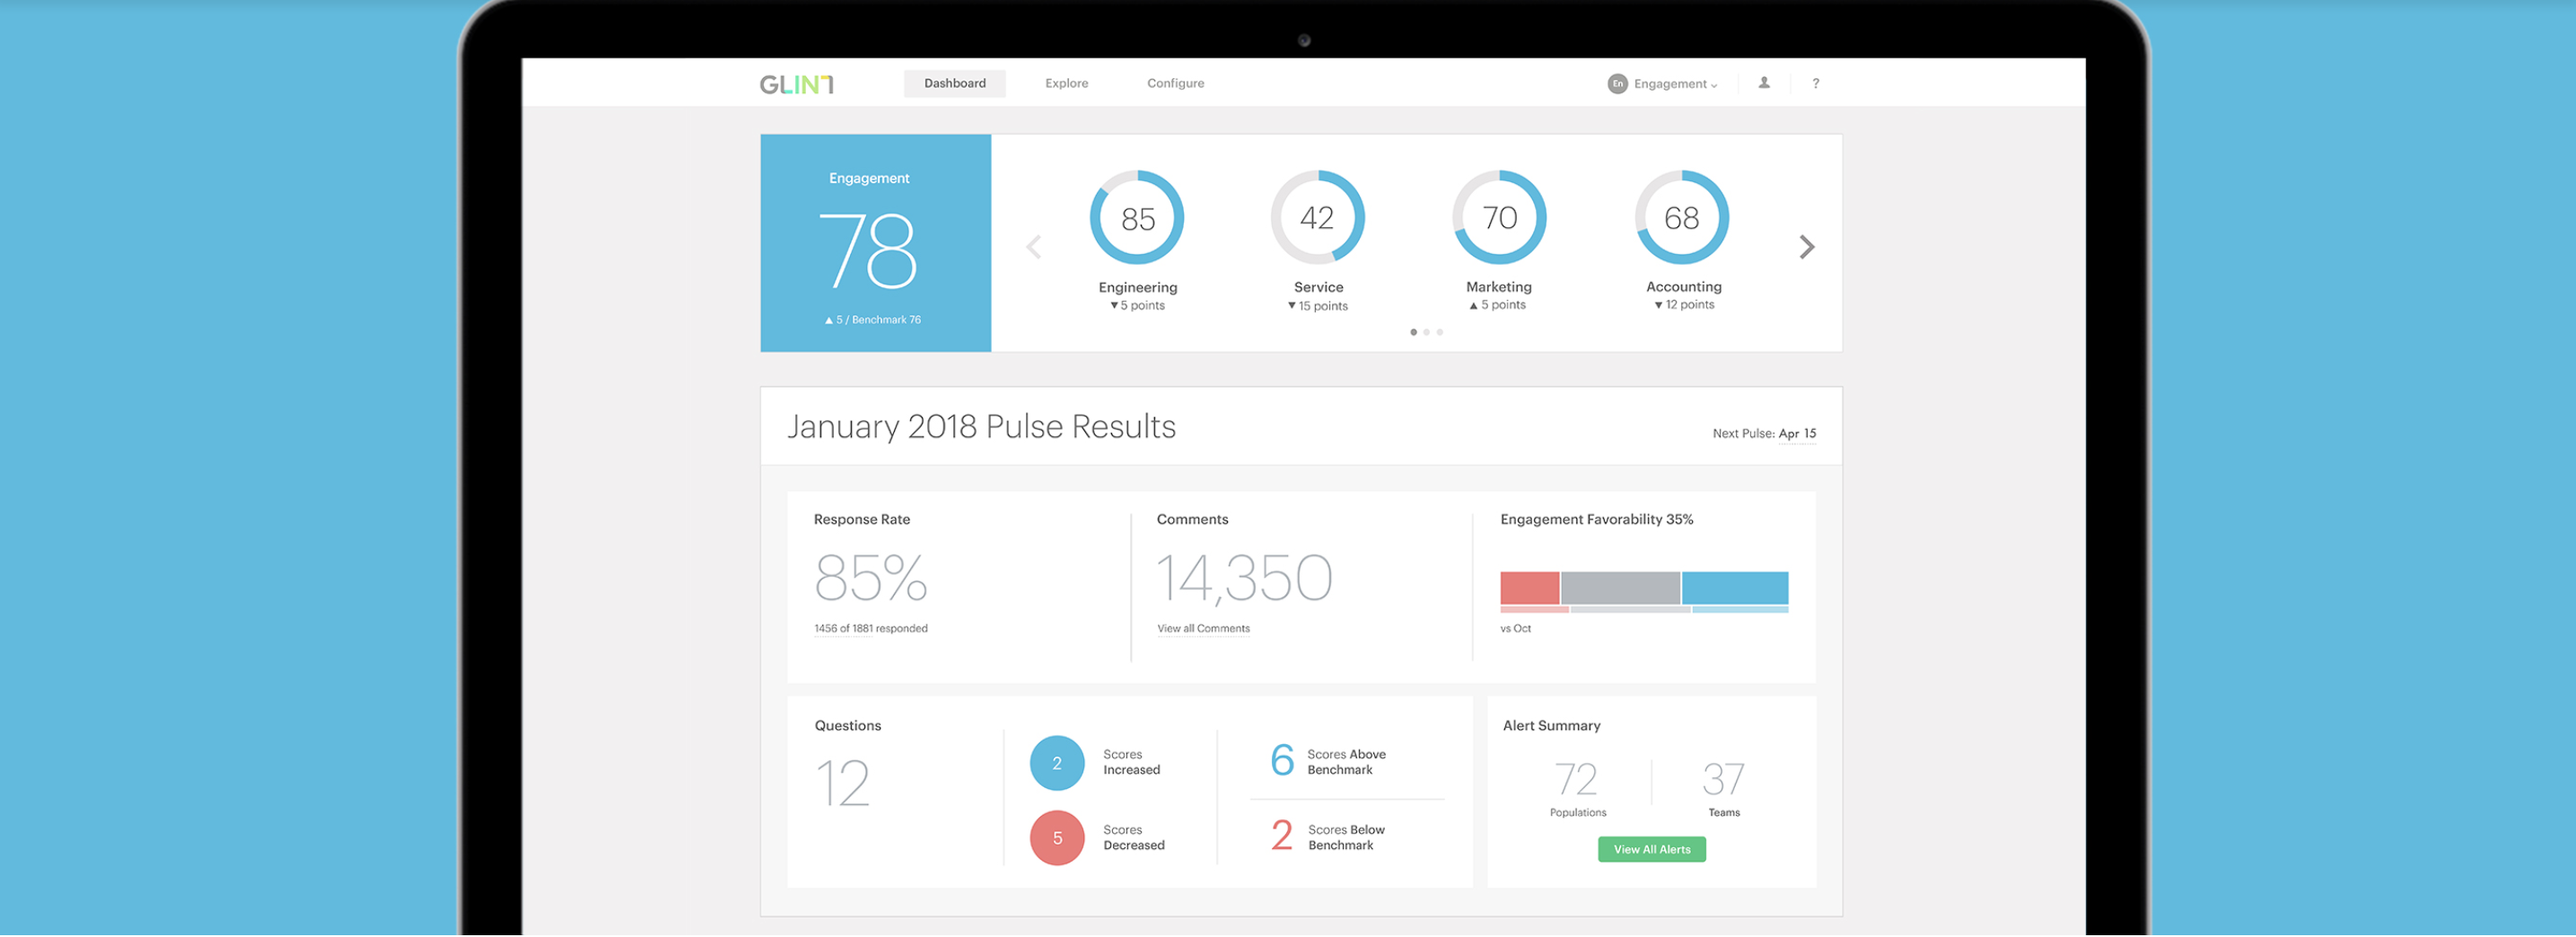 GLINT
Dashboard
Explore
Configure
En
Engagement
?
Engagement
78
▲ 5 / Benchmark 76
85
Engineering
▼ 5 points
42
Service
▼ 15 points
70
Marketing
▲ 5 points
68
Accounting
▼ 12 points
January 2018 Pulse Results
Next Pulse: Apr 15
Response Rate
85%
1456 of 1881 responded
Comments
14,350
View all Comments
Engagement Favorability 35%
vs Oct
Questions
12
2
Scores
Increased
5
Scores
Decreased
6
Scores Above
Benchmark
2
Scores Below
Benchmark
Alert Summary
72
Populations
37
Teams
View All Alerts